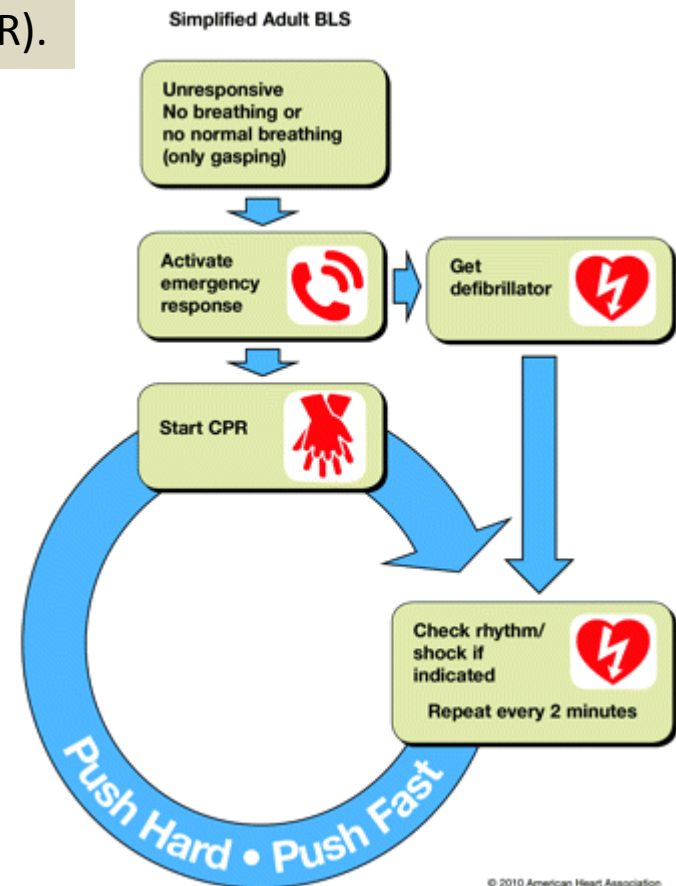 R).
Simplified Adult BLS
Unresponsive
No breathing or
no normal breathing
(only gasping)
Activate
emergency
response
Get
defibrillator
Start CPR
Check rhythm/
shock if
indicated
Repeat every 2 minutes
Push Hard • Push Fast
© 2010 American Heart Association